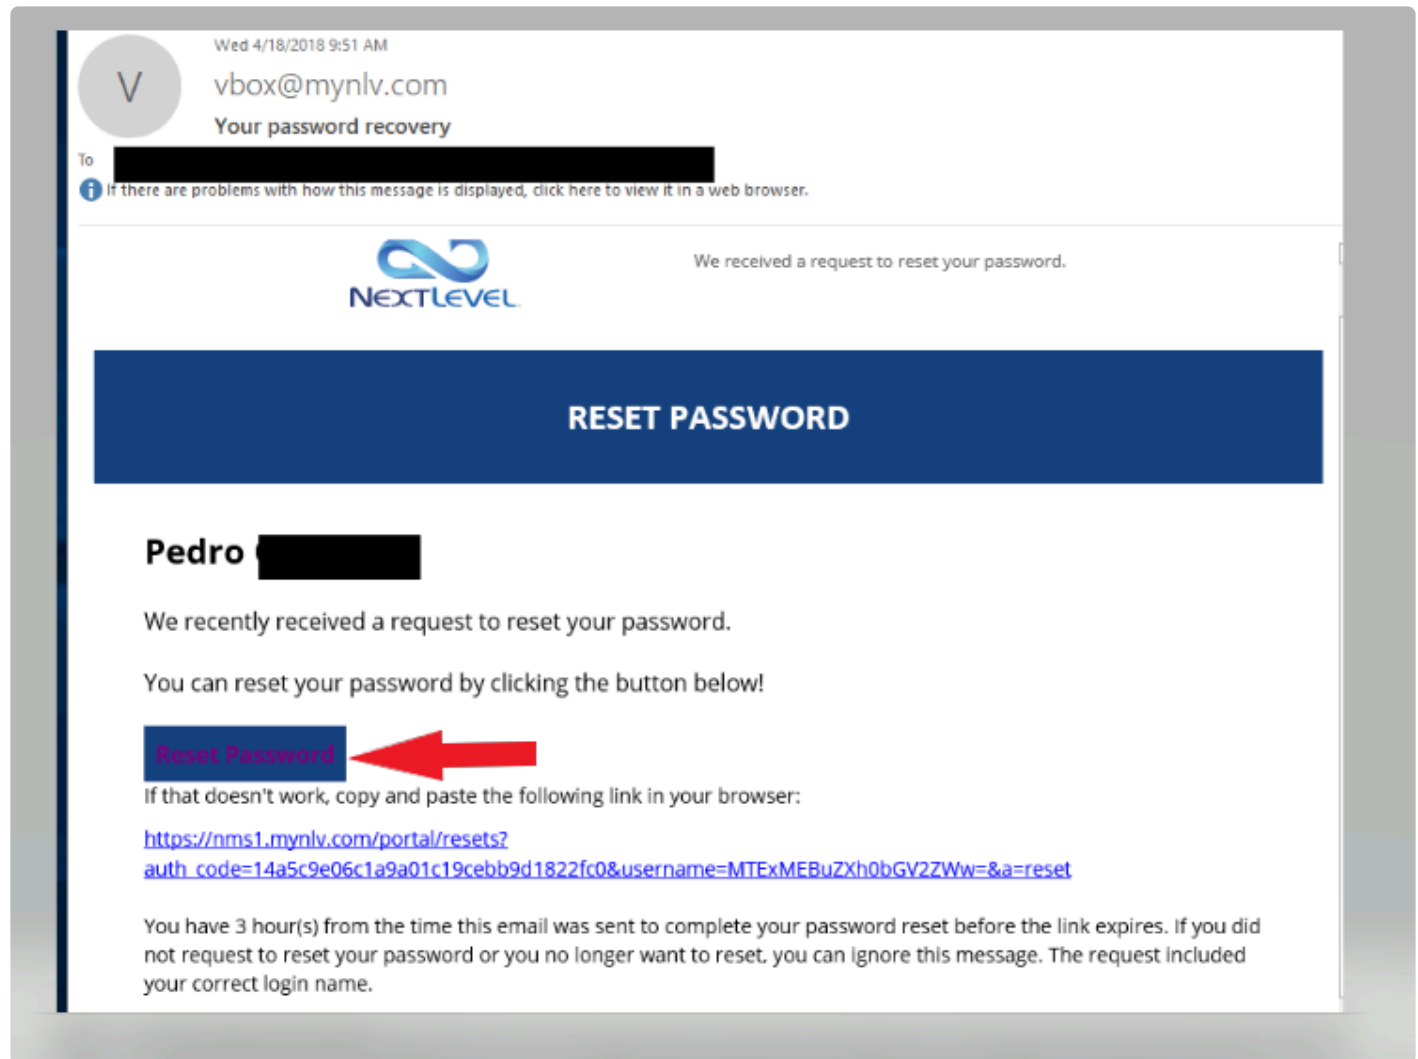 Wed 4/18/2018 9:51 AM
V
vbox@mynlv.com
Your password recovery
To
If there are problems with how this message is displayed, click here to view it in a web browser.
We received a request to reset your password.
NEXTLEVEL
RESET PASSWORD
Pedro
We recently received a request to reset your password.
You can reset your password by clicking the button below!
Reset Password
If that doesn't work, copy and paste the following link in your browser:
https://nms1.mynlv.com/portal/resets?
auth_code=14a5c9e06c1a9a01c19cebb9d1822fc0&username=MTExMEBuZXh0bGV2ZWw=&a=reset
You have 3 hour(s) from the time this email was sent to complete your password reset before the link expires. If you did
not request to reset your password or you no longer want to reset, you can ignore this message. The request included
your correct login name.